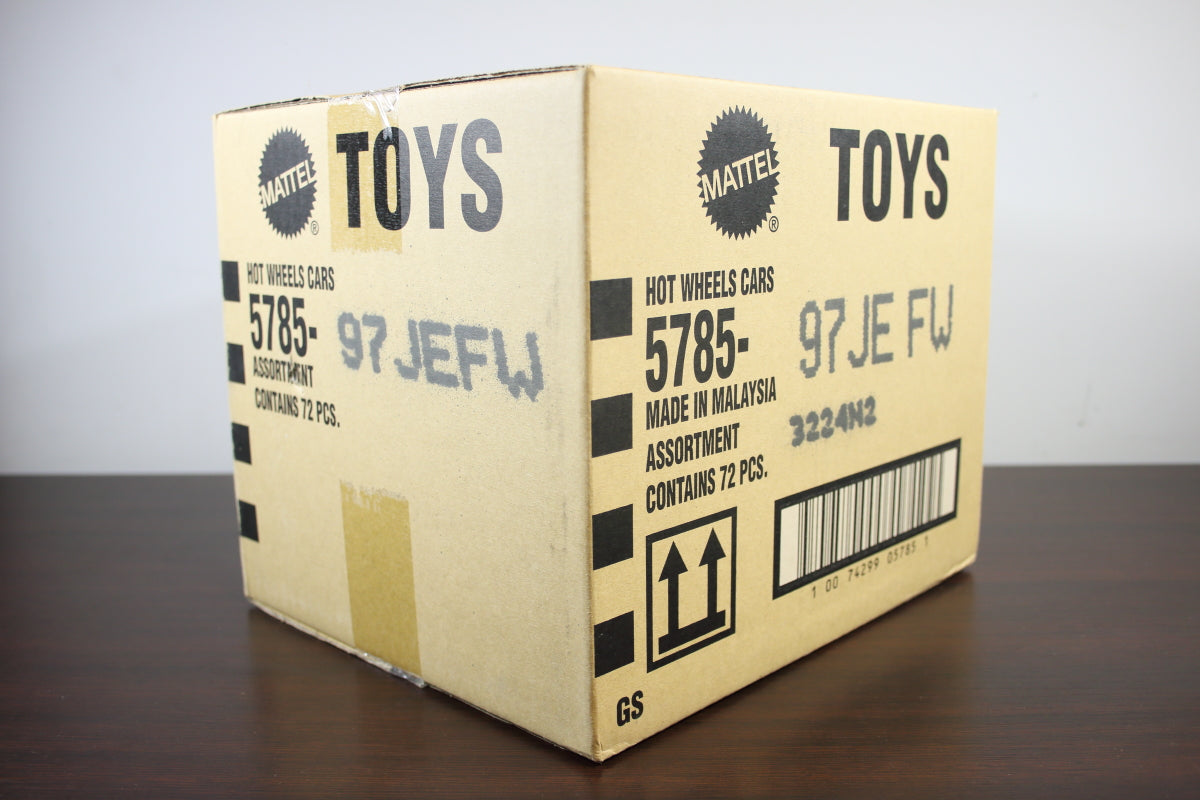 MATTEL
®
TOYS
HOT WHEELS CARS
5785-
97JEFW
ASSORTMENT
CONTAINS 72 PCS.
MATTEL
®
TOYS
HOT WHEELS CARS
5785-
97JE FW
MADE IN MALAYSIA
3224N2
ASSORTMENT
CONTAINS 72 PCS.
1 00 74299 05785 1
GS